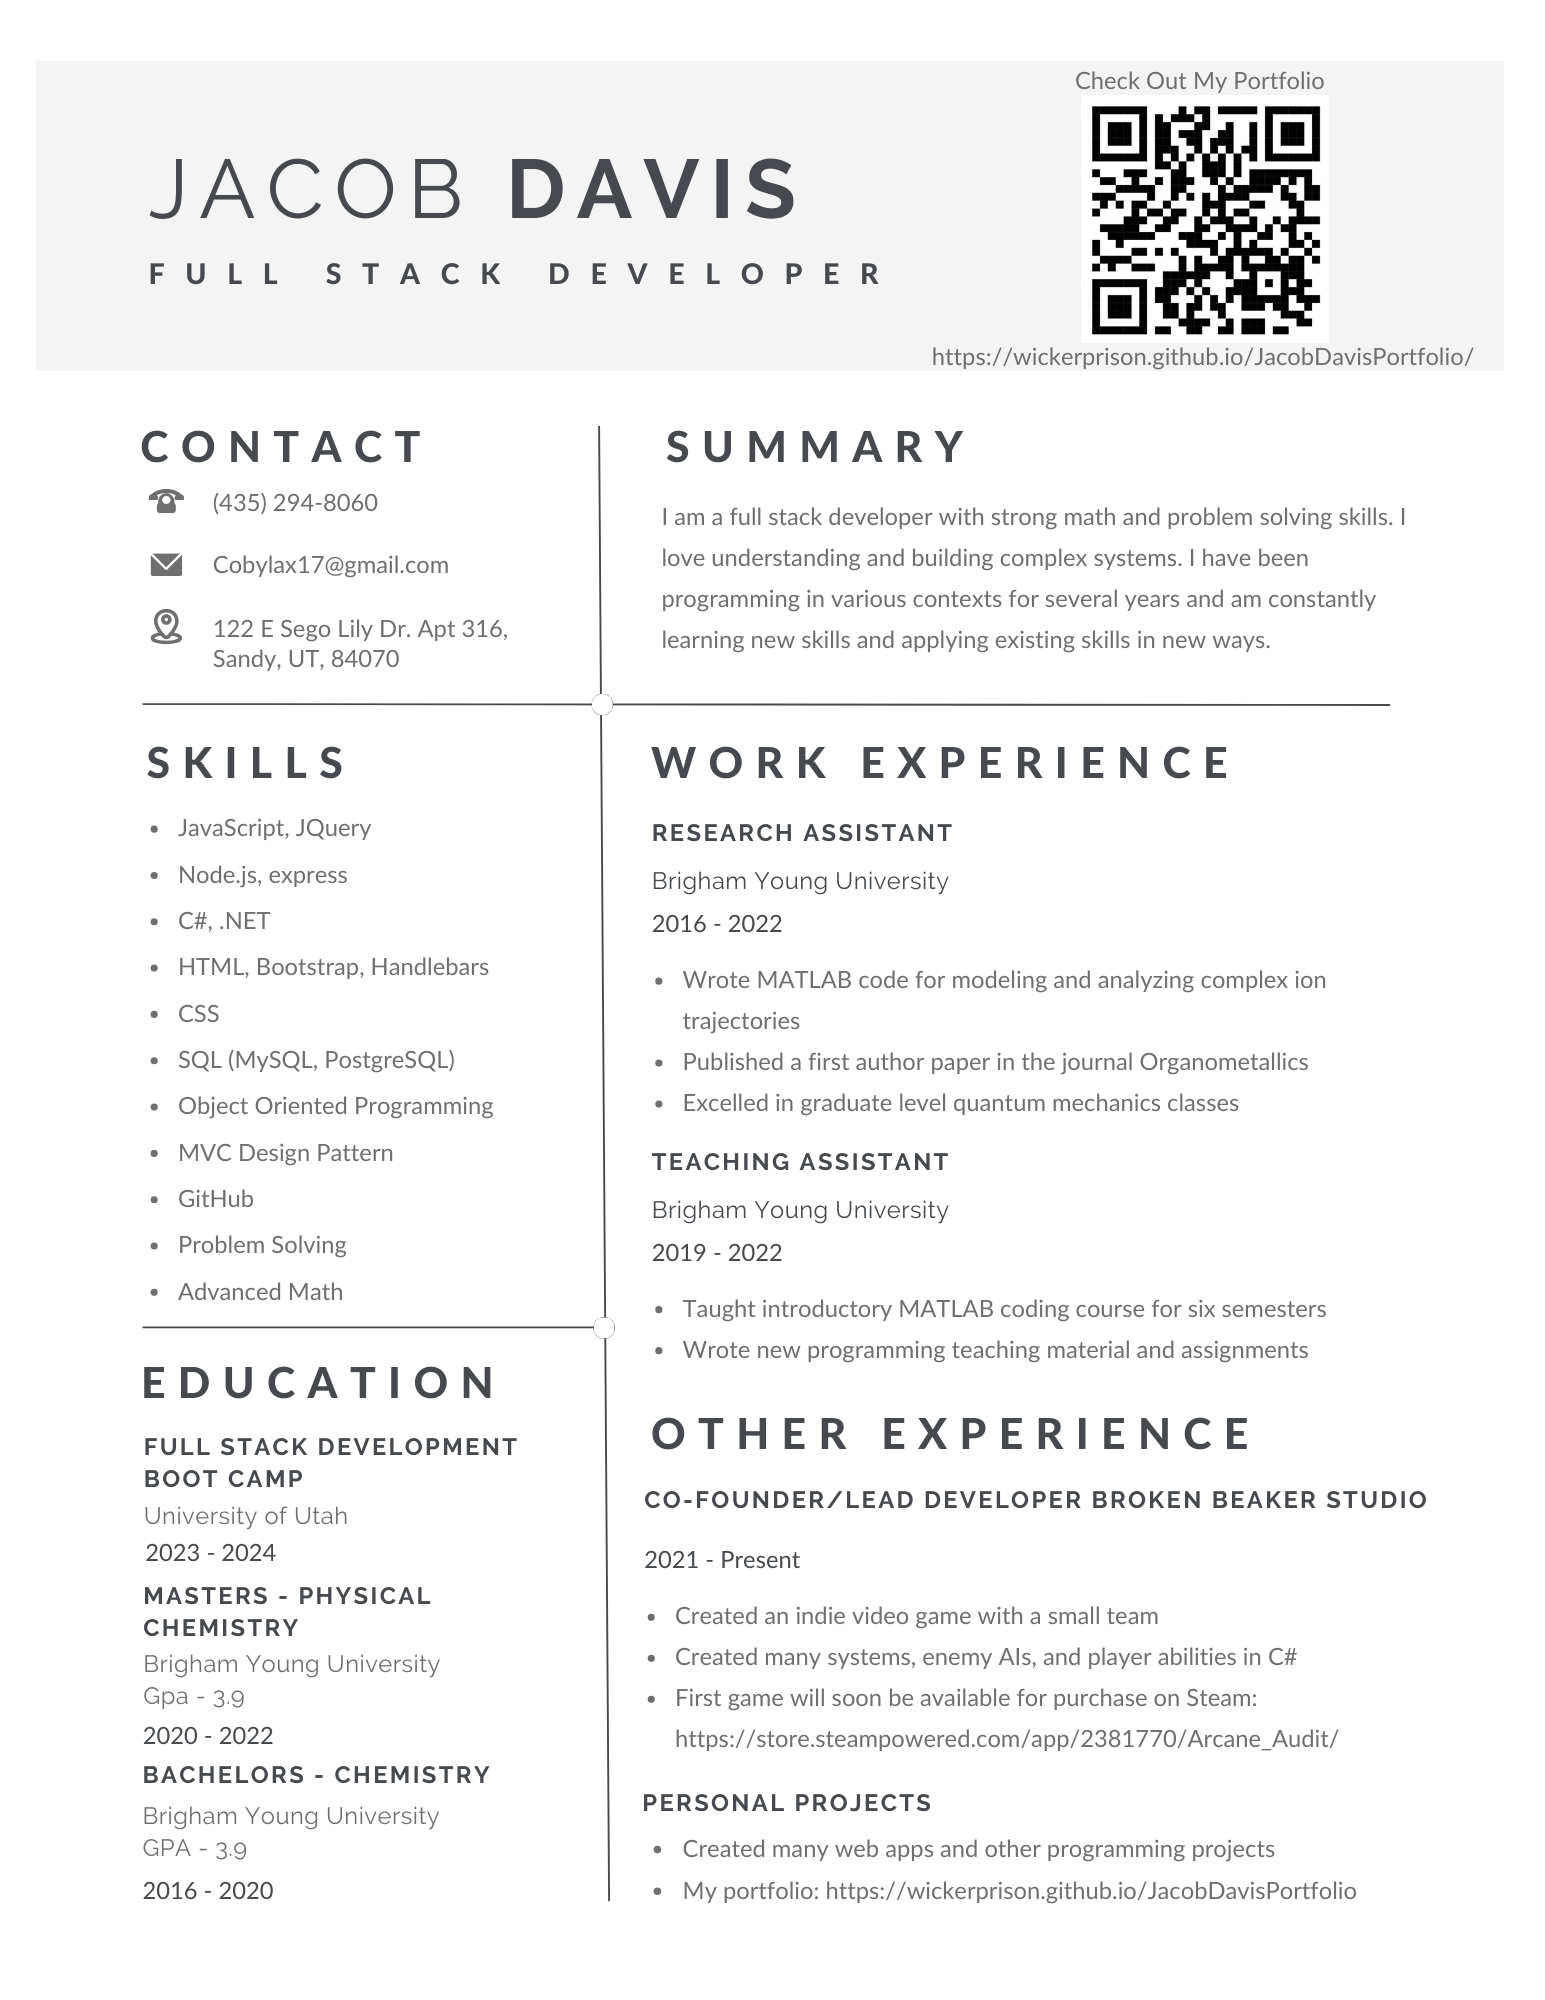 Check Out My Portfolio
JACOB DAVIS
FULL STACK DEVELOPER
https://wickerprison.github.io/JacobDavisPortfolio/
CONTACT
(435) 294-8060
Cobylax17@gmail.com
122 E Sego Lily Dr. Apt 316,
Sandy, UT, 84070
SUMMARY
I am a full stack developer with strong math and problem solving skills. I
love understanding and building complex systems. I have been
programming in various contexts for several years and am constantly
learning new skills and applying existing skills in new ways.
SKILLS
• JavaScript, JQuery
• Node.js, express
• C#, .NET
• HTML, Bootstrap, Handlebars
• CSS
• SQL (MySQL, PostgreSQL)
• Object Oriented Programming
• MVC Design Pattern
• GitHub
• Problem Solving
• Advanced Math
EDUCATION
FULL STACK DEVELOPMENT
BOOT CAMP
University of Utah
2023 - 2024
MASTERS - PHYSICAL
CHEMISTRY
Brigham Young University
Gpa - 3.9
2020 - 2022
BACHELORS - CHEMISTRY
Brigham Young University
GPA - 3.9
2016 - 2020
WORK EXPERIENCE
RESEARCH ASSISTANT
Brigham Young University
2016 - 2022
• Wrote MATLAB code for modeling and analyzing complex ion
trajectories
• Published a first author paper in the journal Organometallics
• Excelled in graduate level quantum mechanics classes
TEACHING ASSISTANT
Brigham Young University
2019 - 2022
• Taught introductory MATLAB coding course for six semesters
• Wrote new programming teaching material and assignments
OTHER EXPERIENCE
CO-FOUNDER/LEAD DEVELOPER BROKEN BEAKER STUDIO
2021 - Present
• Created an indie video game with a small team
• Created many systems, enemy AIs, and player abilities in C#
• First game will soon be available for purchase on Steam:
https://store.steampowered.com/app/2381770/Arcane_Audit/
PERSONAL PROJECTS
• Created many web apps and other programming projects
• My portfolio: https://wickerprison.github.io/JacobDavisPortfolio